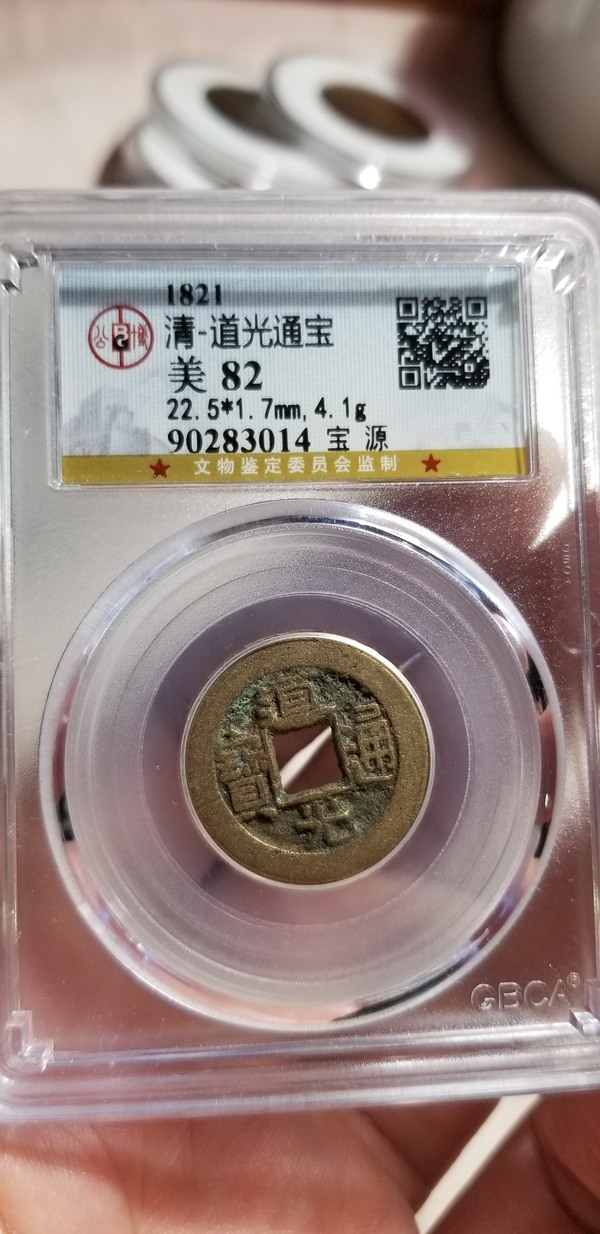 1821
清-道光通宝
美 82
22.5*1.7mm,4.1g
90283014 宝 源
★ 文物鉴定委员会监制 ★
道
寶 通
光
GBCA®